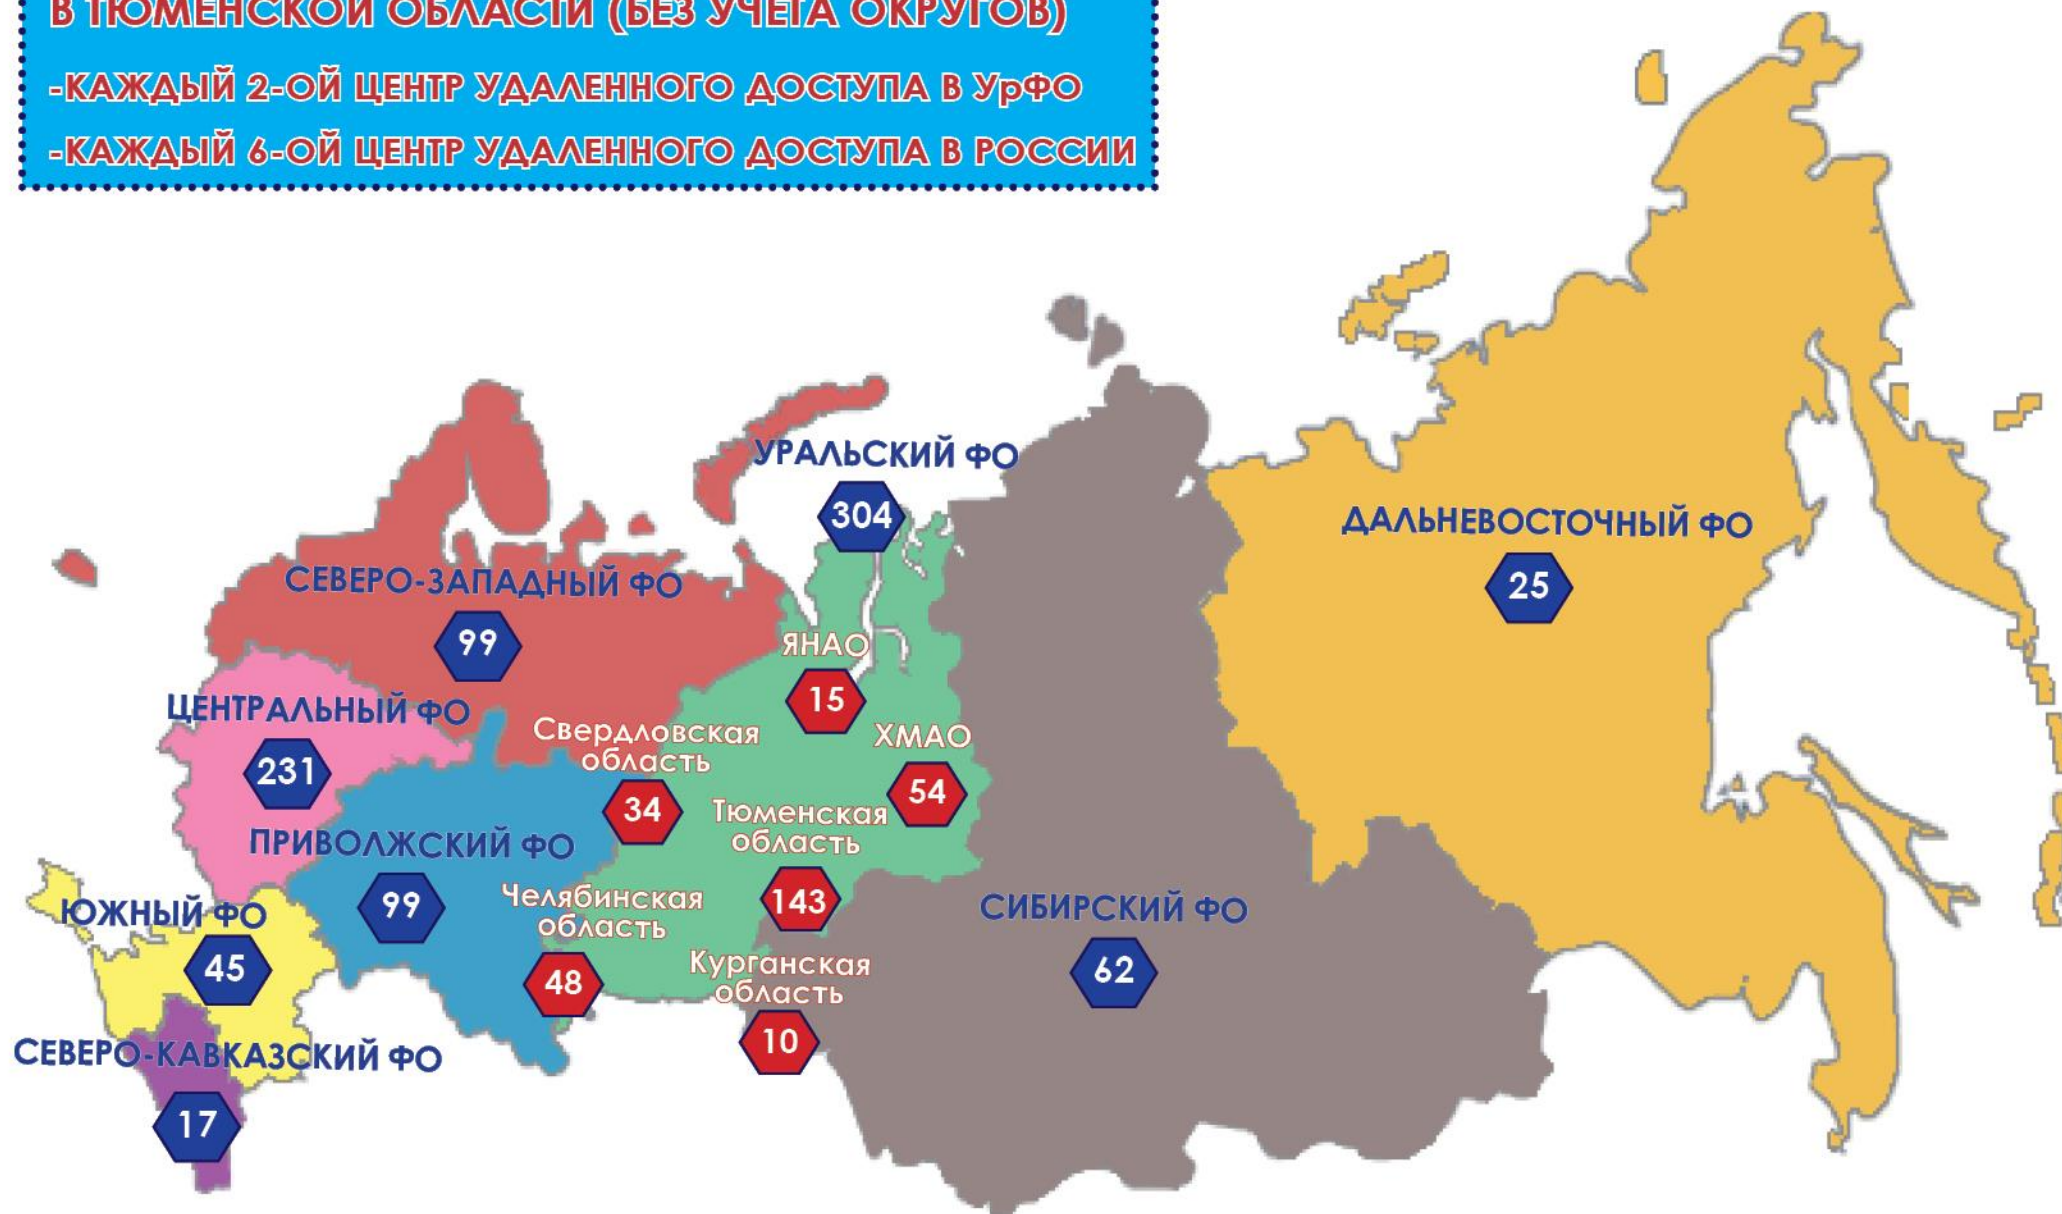 В ТЮМЕНСКОЙ ОБЛАСТИ (БЕЗ УЧЕТА ОКРУГОВ)
-КАЖДЫЙ 2-ОЙ ЦЕНТР УДАЛЕННОГО ДОСТУПА В УрФО
-КАЖДЫЙ 6-ОЙ ЦЕНТР УДАЛЕННОГО ДОСТУПА В РОССИИ
УРАЛЬСКИЙ ФО
304
ДАЛЬНЕВОСТОЧНЫЙ ФО
25
СЕВЕРО-ЗАПАДНЫЙ ФО
99
ЯНАО
15
ЦЕНТРАЛЬНЫЙ ФО
231
Свердловская
область
34
ХМАО
54
Тюменская
область
143
ПРИВОЛЖСКИЙ ФО
99
Челябинская
область
48
СИБИРСКИЙ ФО
62
ЮЖНЫЙ ФО
45
Курганская
область
10
СЕВЕРО-КАВКАЗСКИЙ ФО
17